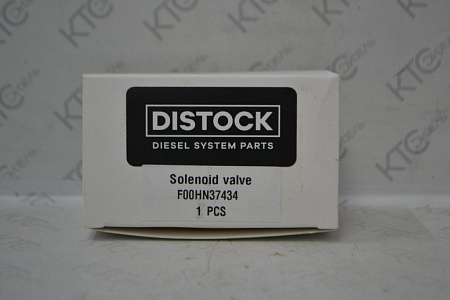 DISTOCK
DIESEL SYSTEM PARTS
Solenoid valve
F00HN37434
1 PCS